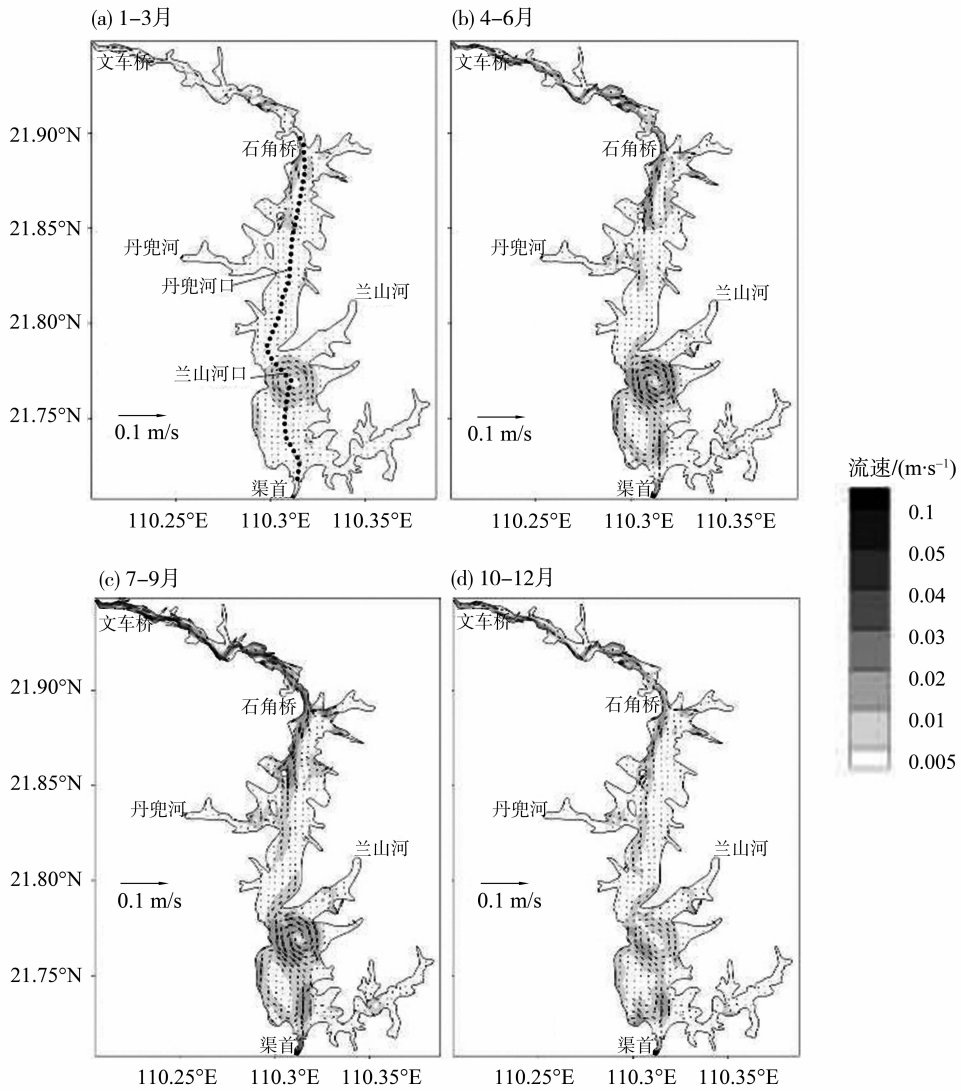 (a) 1–3月
文车桥
21.90°N
石角桥
21.85°N
丹兜河
丹兜河口
兰山河
21.80°N
兰山河口
21.75°N
0.1 m/s
渠首
110.25°E 110.3°E 110.35°E
(b) 4–6月
文车桥
石角桥
丹兜河
兰山河
0.1 m/s
渠首
110.25°E 110.3°E 110.35°E
流速/(m·s⁻¹)
0.1
0.05
0.04
0.03
0.02
0.01
0.005
(c) 7–9月
文车桥
21.90°N
石角桥
21.85°N
丹兜河
兰山河
21.80°N
0.1 m/s
21.75°N
渠首
110.25°E 110.3°E 110.35°E
(d) 10–12月
文车桥
石角桥
丹兜河
兰山河
0.1 m/s
渠首
110.25°E 110.3°E 110.35°E